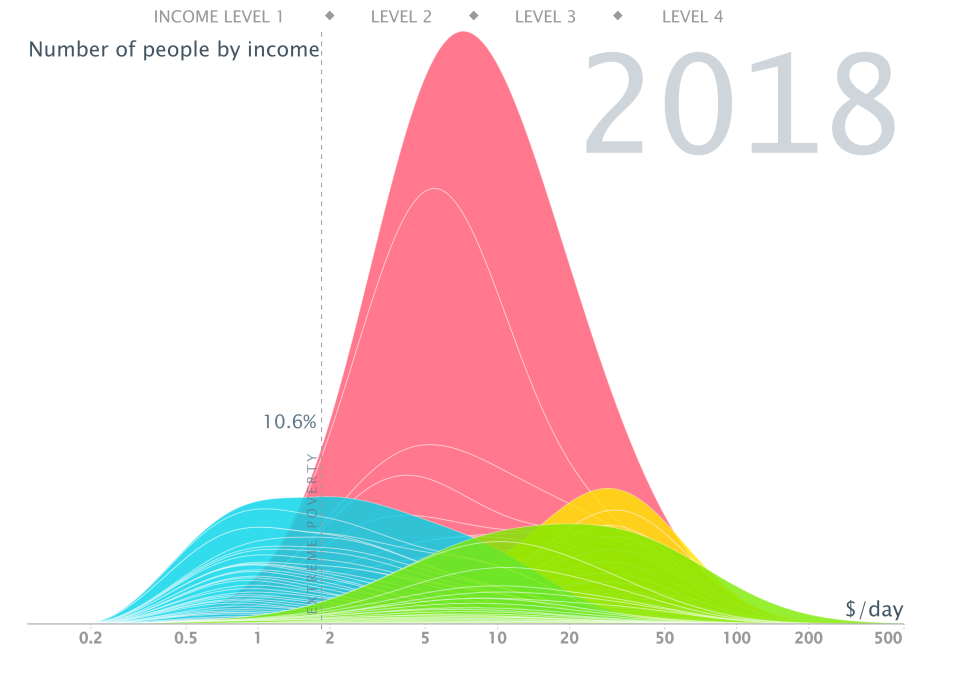 INCOME LEVEL 1 ◆ LEVEL 2 ◆ LEVEL 3 ◆ LEVEL 4
Number of people by income
2018
10.6%
EXTREME POVERTY
$/day
0.2 0.5 1 2 5 10 20 50 100 200 500